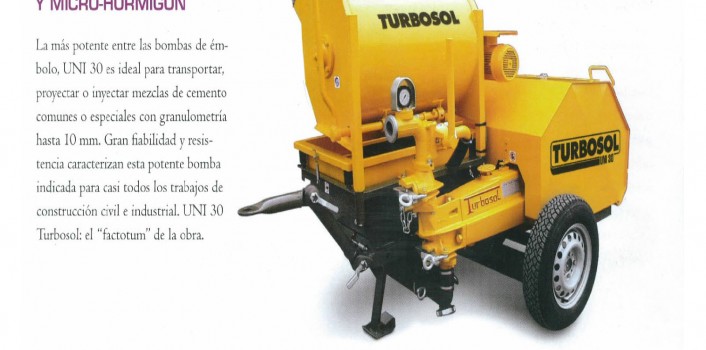 Y MICRO-HORMIGÓN
La más potente entre las bombas de ém-
bolo, UNI 30 es ideal para transportar,
proyectar o inyectar mezclas de cemento
comunes o especiales con granulometría
hasta 10 mm. Gran fiabilidad y resis-
tencia caracterizan esta potente bomba
indicada para casi todos los trabajos de
construcción civil e industrial. UNI 30
Turbosol: el “factotum” de la obra.
TURBOSOL
TURBOSOL
UNI 30
Turbosol